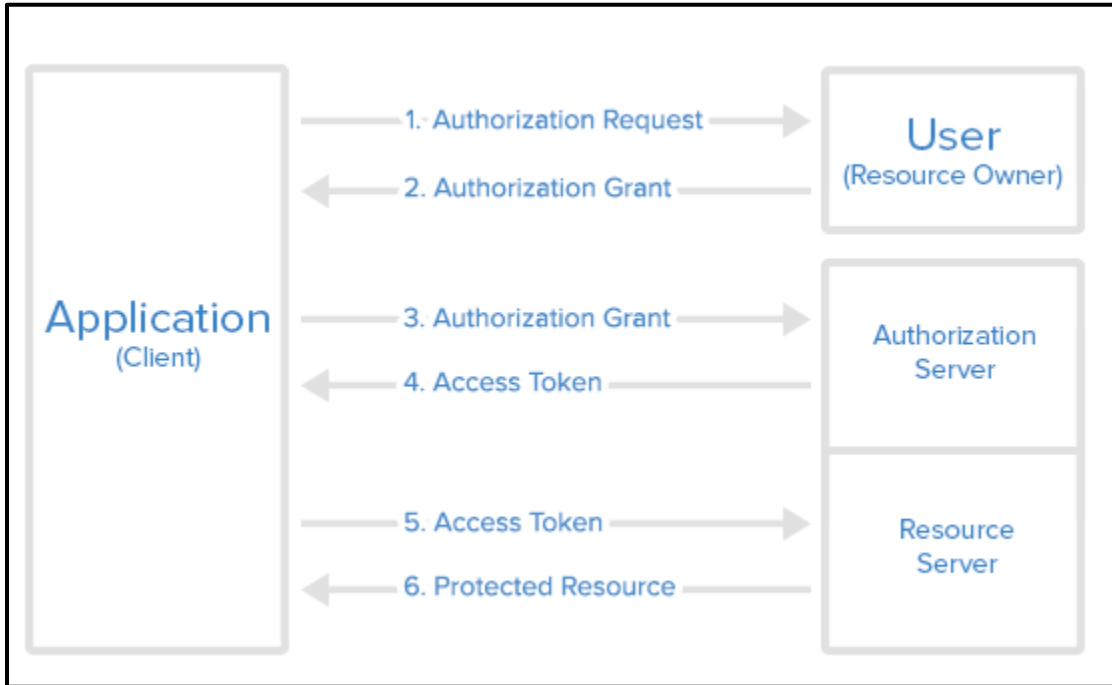 1. Authorization Request
User
(Resource Owner)
2. Authorization Grant
Application
(Client)
3. Authorization Grant
Authorization
Server
4. Access Token
5. Access Token
Resource
Server
6. Protected Resource